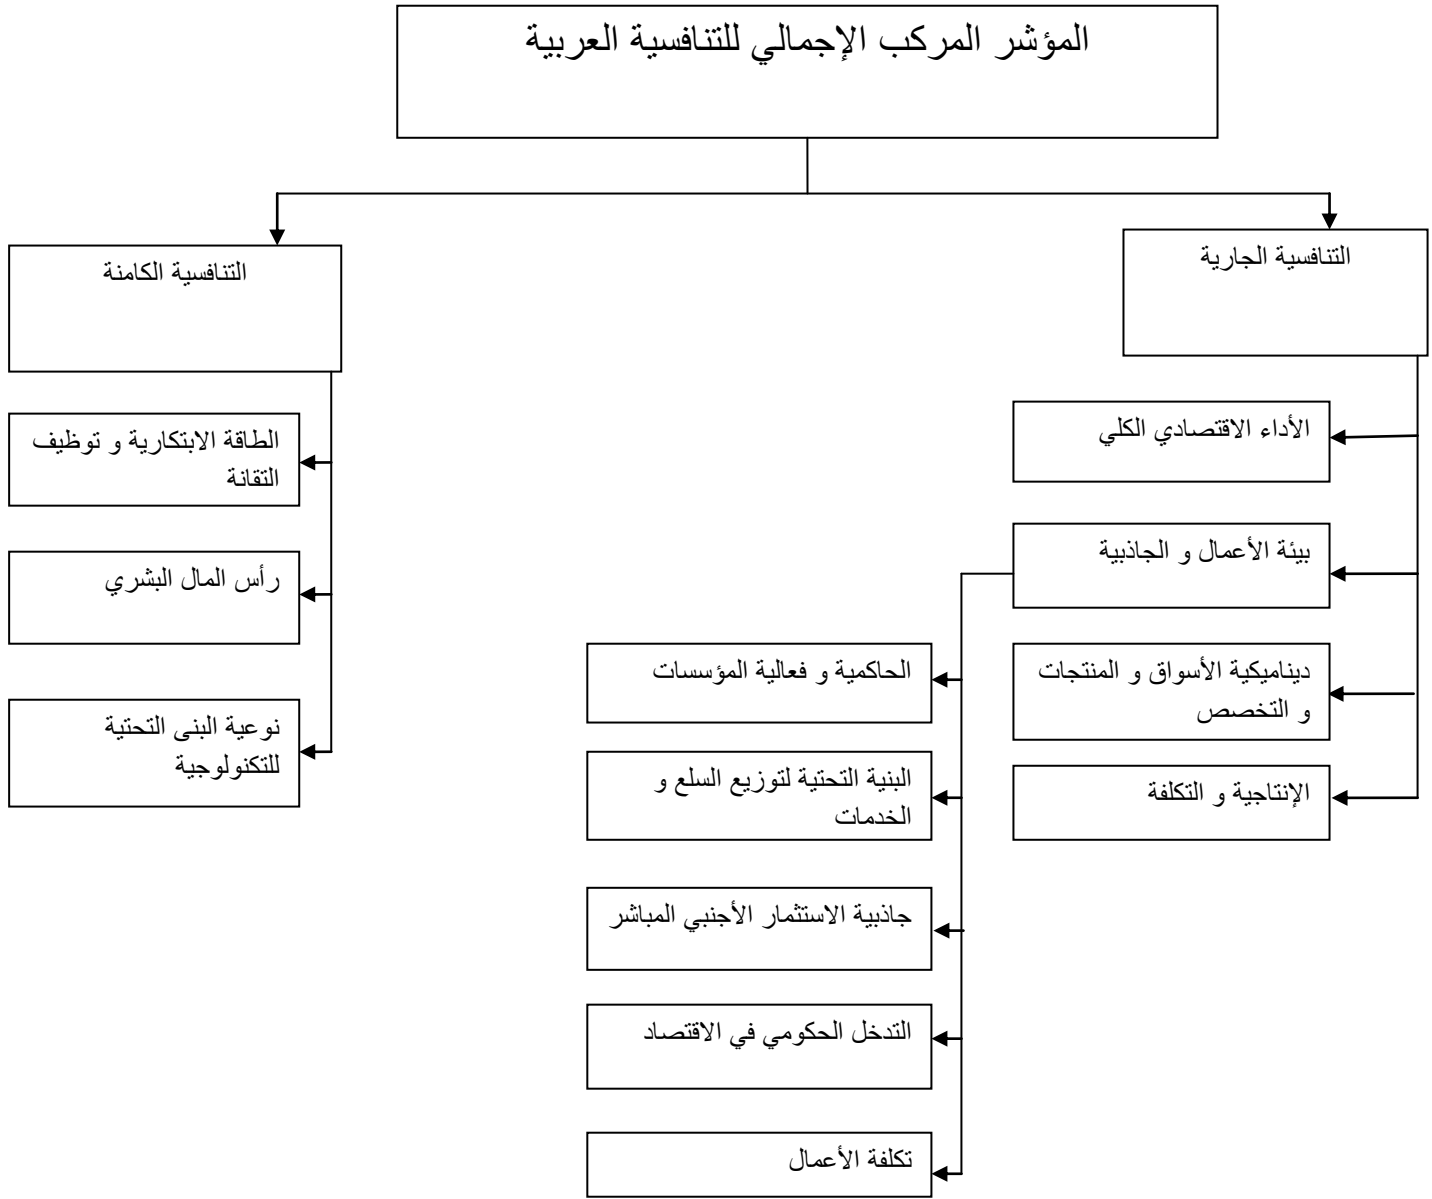 المؤشر المركب الإجمالي للتنافسية العربية
التنافسية الجارية
الأداء الاقتصادي الكلي
بيئة الأعمال و الجاذبية
ديناميكية الأسواق و المنتجات
و التخصص
الإنتاجية و التكلفة
الحاكمية و فعالية المؤسسات
البنية التحتية لتوزيع السلع و
الخدمات
جاذبية الاستثمار الأجنبي المباشر
التدخل الحكومي في الاقتصاد
تكلفة الأعمال
التنافسية الكامنة
الطاقة الابتكارية و توظيف
التقانة
رأس المال البشري
نوعية البنى التحتية
للتكنولوجية